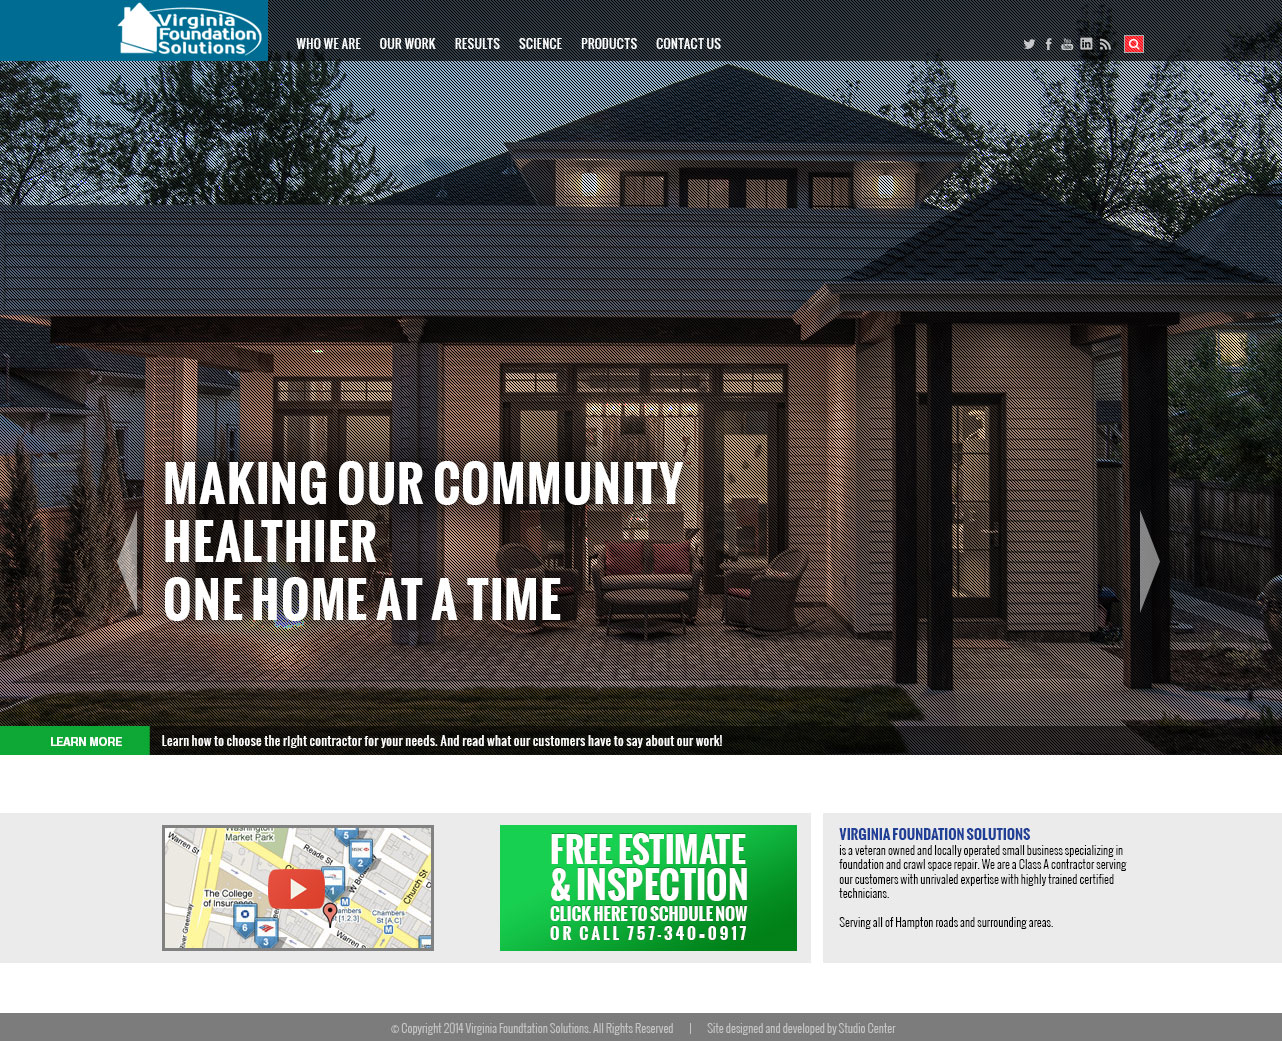 Virginia
Foundation
Solutions
WHO WE ARE OUR WORK RESULTS SCIENCE PRODUCTS CONTACT US
MAKING OUR COMMUNITY
HEALTHIER
ONE HOME AT A TIME
LEARN MORE Learn how to choose the right contractor for your needs. And read what our customers have to say about our work!
Washington
Market Park
Warren St
Reade St
W Br
Church St
The College
of Insurance
Chambers
St [1,2,3]
Chambers
St [A,C]
Warren
5
2
1
6
3
HSBC
M
M
FREE ESTIMATE
& INSPECTION
CLICK HERE TO SCHDULE NOW
OR CALL 757-340-0917
VIRGINIA FOUNDATION SOLUTIONS
is a veteran owned and locally operated small business specializing in
foundation and crawl space repair. We are a Class A contractor serving
our customers with unrivaled expertise with highly trained certified
technicians.
Serving all of Hampton roads and surrounding areas.
© Copyright 2014 Virginia Foundtation Solutions. All Rights Reserved | Site designed and developed by Studio Center